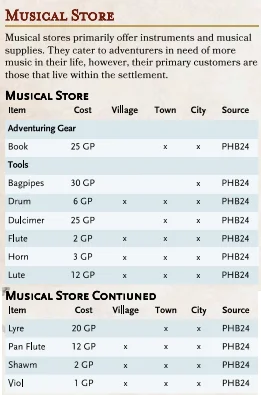 MUSICAL STORE
Musical stores primarily offer instruments and musical
supplies. They cater to adventurers in need of more
music in their life, however, their primary customers are
those that live within the settlement.
MUSICAL STORE
Item Cost Village Town City Source
Adventuring Gear
Book 25 GP x x PHB24
Tools
Bagpipes 30 GP x PHB24
Drum 6 GP x x x PHB24
Dulcimer 25 GP x x PHB24
Flute 2 GP x x x PHB24
Horn 3 GP x x x PHB24
Lute 12 GP x x x PHB24
MUSICAL STORE CONTIUNED
Item Cost Village Town City Source
Lyre 20 GP x x PHB24
Pan Flute 12 GP x x x PHB24
Shawm 2 GP x x x PHB24
Viol 1 GP x x x PHB24